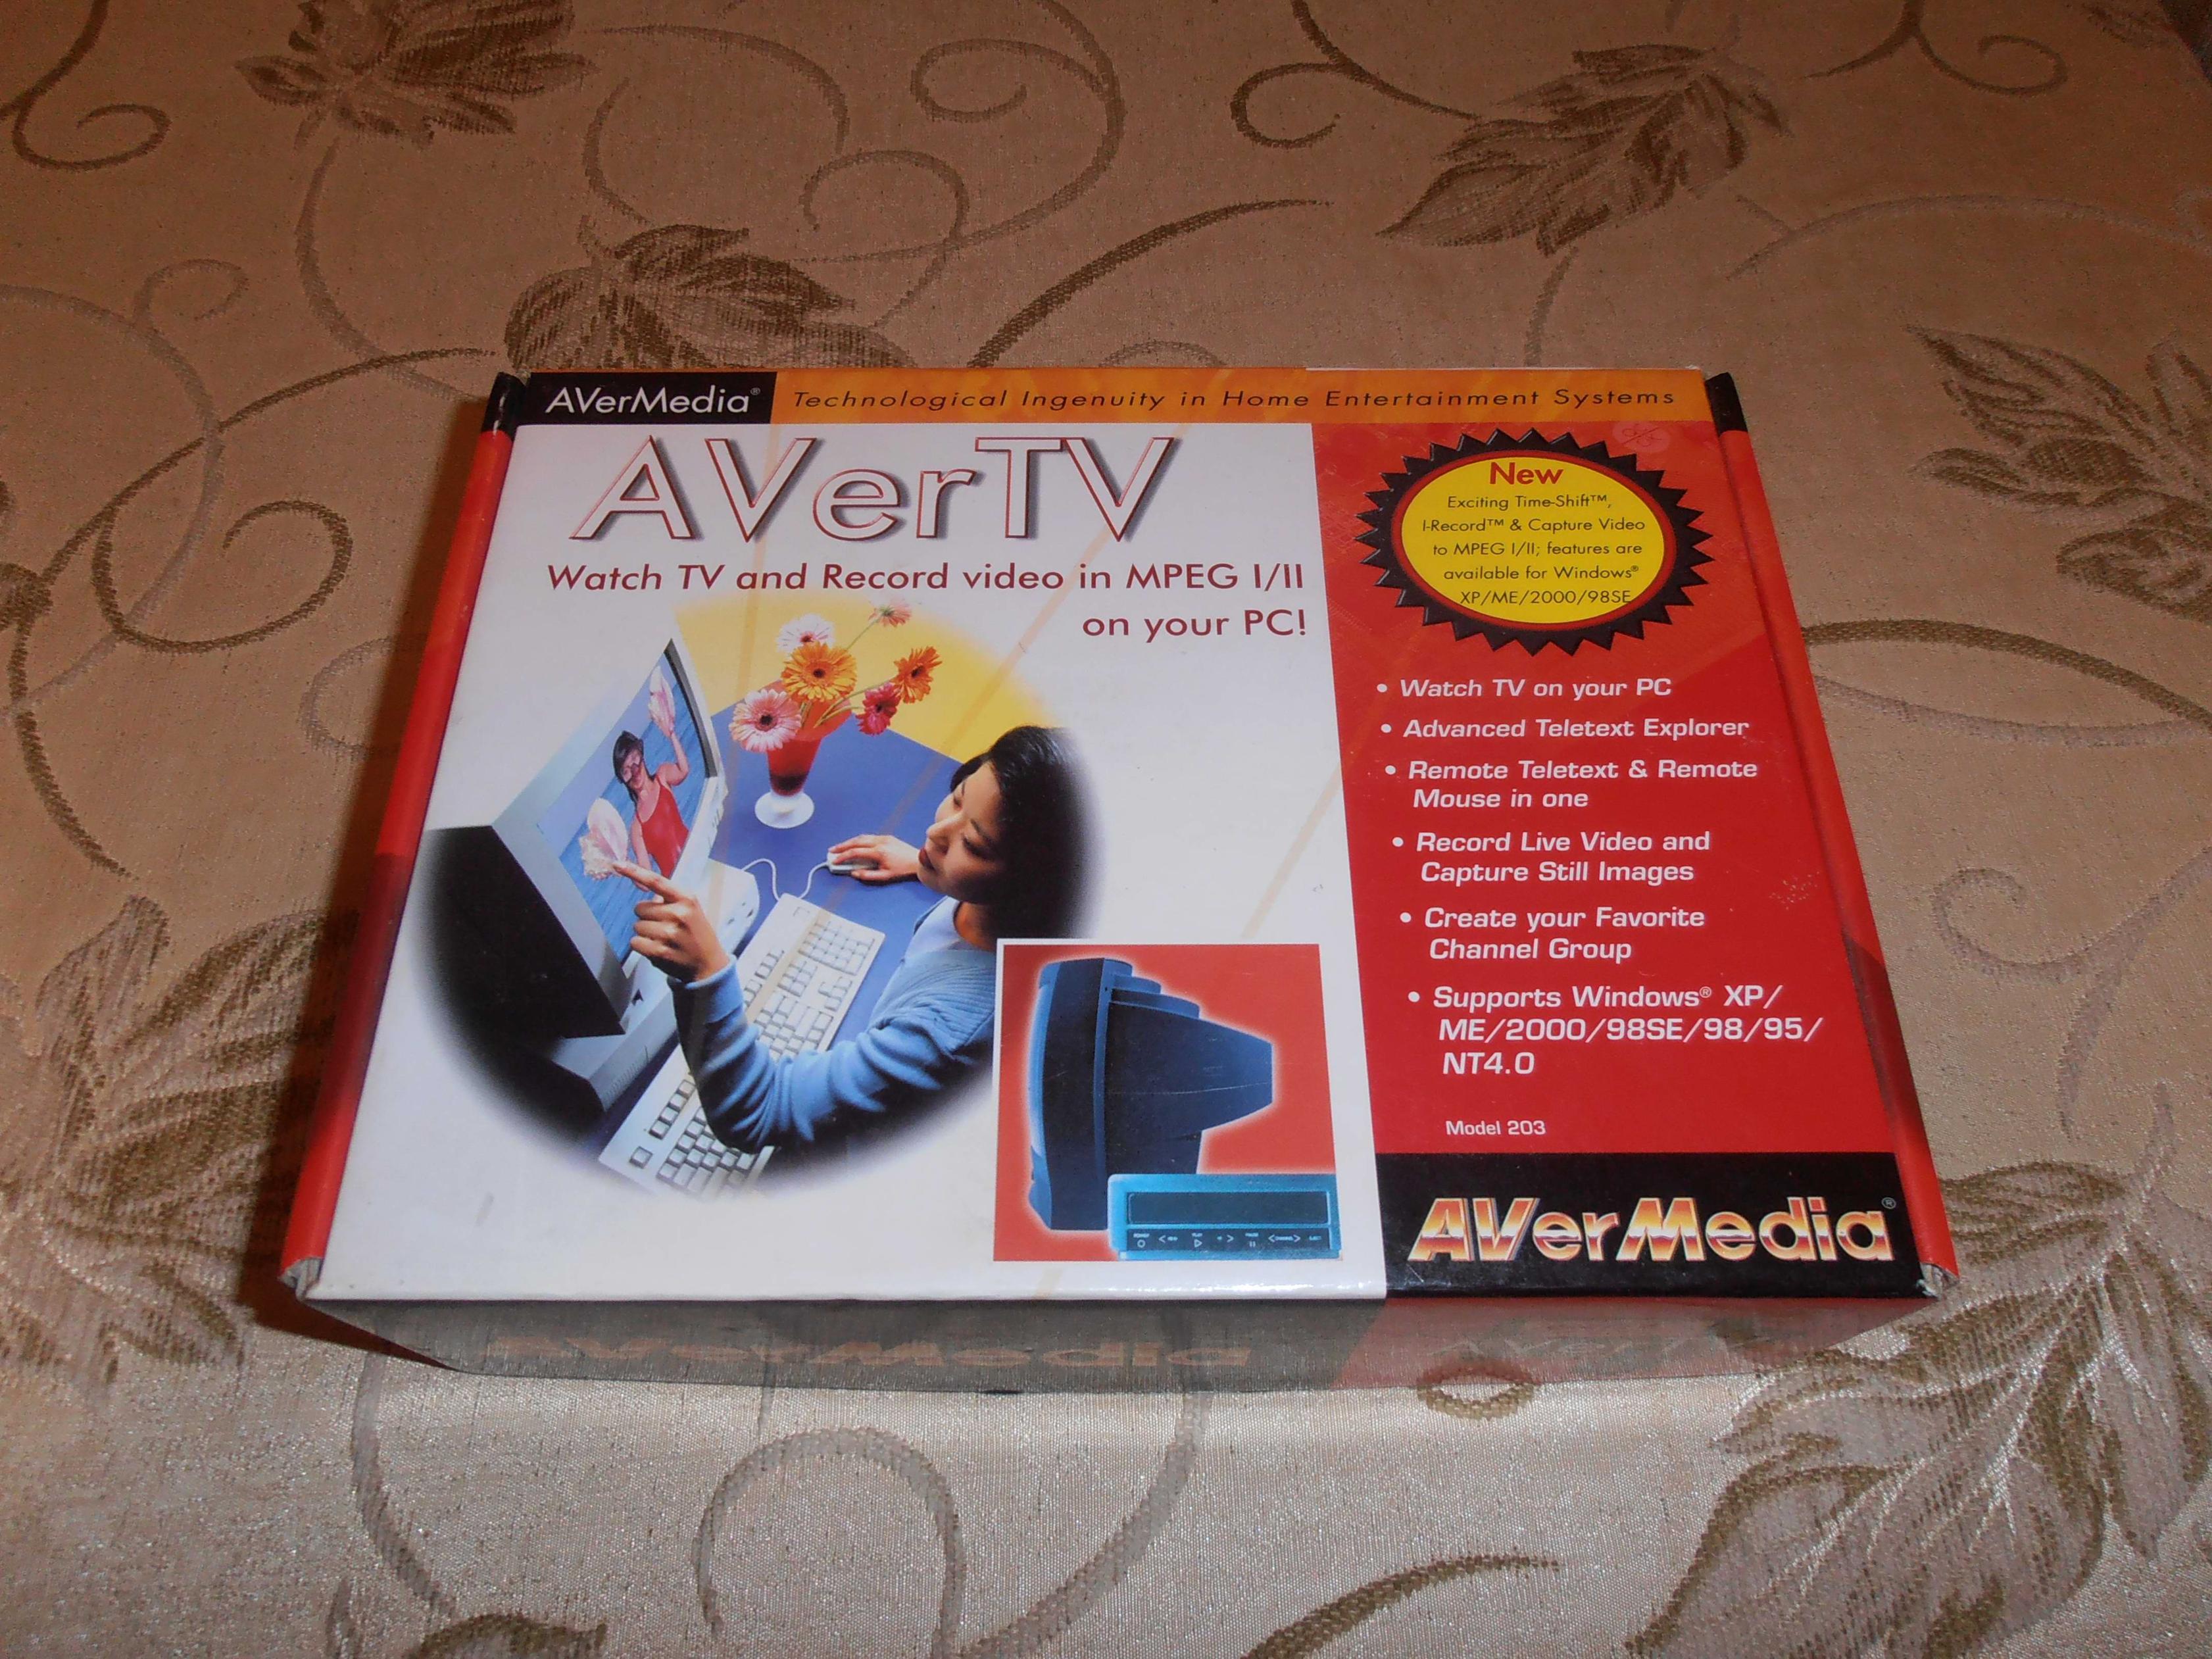 AVerMedia®
Technological Ingenuity in Home Entertainment Systems
AVerTV
Watch TV and Record video in MPEG I/II
on your PC!
New
Exciting Time-Shift™,
I-Record™ & Capture Video
to MPEG I/II; features are
available for Windows®
XP/ME/2000/98SE
• Watch TV on your PC
• Advanced Teletext Explorer
• Remote Teletext & Remote
Mouse in one
• Record Live Video and
Capture Still Images
• Create your Favorite
Channel Group
• Supports Windows® XP/
ME/2000/98SE/98/95/
NT4.0
Model 203
AVerMedia®
AVerMedia